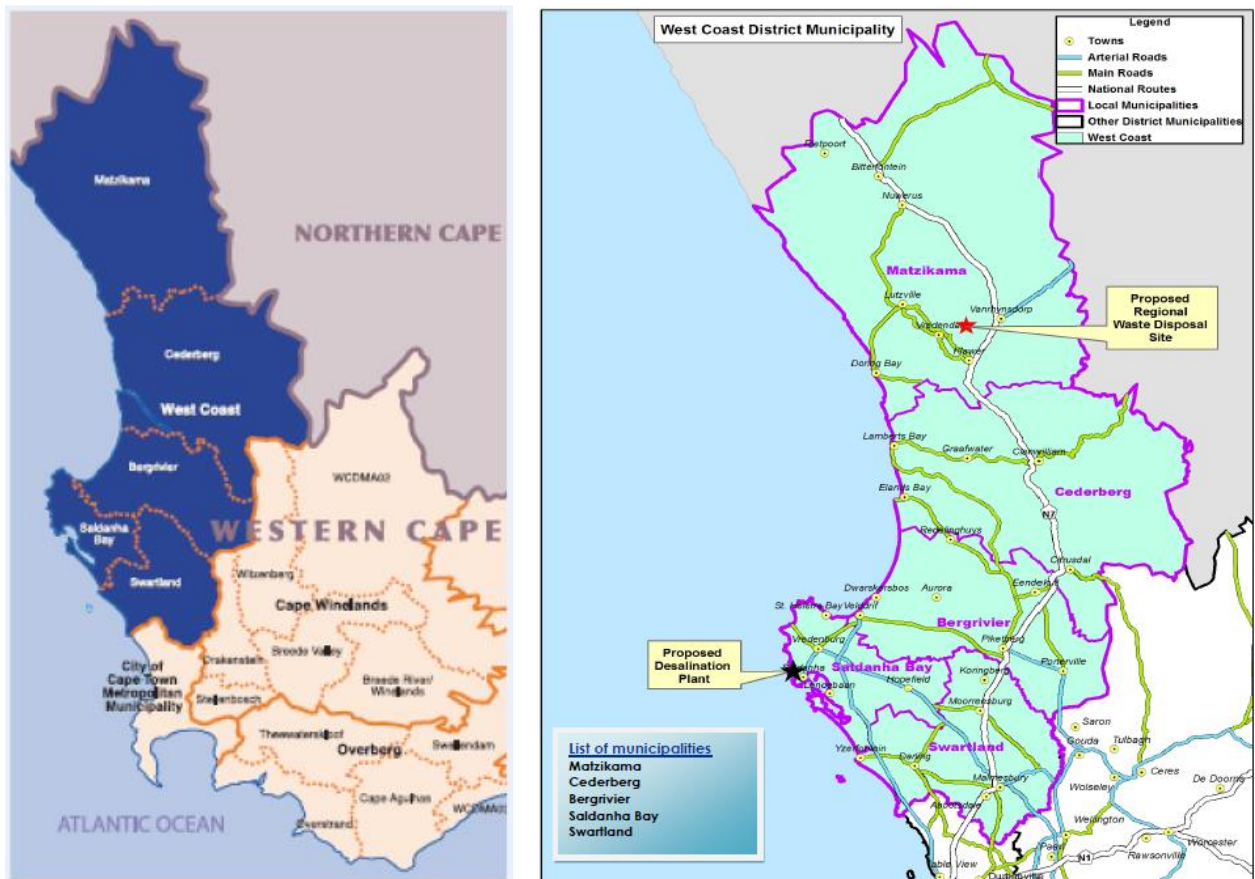 Matzikama
NORTHERN CAPE
Cederberg
West Coast
Bergrivier
WCDMA02
Saldanha
Bay
WESTERN CAPE
Swartland
Witzenberg
Cape Winelands
Drakenstein
Breede Valley
City of
Cape Town
Metropolitan
Municipality
Breede River/
Winelands
Stellenbosch
Theewaterskloof
Overberg
Swellendam
Cape Agulhas
Overstrand
ATLANTIC OCEAN
West Coast District Municipality
Legend
Towns
Arterial Roads
Main Roads
National Routes
Local Municipalities
Other District Municipalities
West Coast
Rietpoort
Bitterfontein
Nuwerus
Matzikama
Lutzville
Vanrhynsdorp
Proposed
Regional
Waste Disposal
Site
Klawer
Doring Bay
Lamberts Bay
Graafwater
Clanwilliam
Cederberg
Elands Bay
N7
Redelinghuys
Citrusdal
Eendekuil
Dwarskersbos
Aurora
St. Helena Bay
Veldrif
Bergrivier
Vredenburg
Piketberg
Proposed
Desalination
Plant
Saldanha Bay
Koringberg
Porterville
Langebaan
Hopefield
Moorreesburg
Saron
Tulbagh
Gouda
Yzerfontein
Swartland
Darling
Ceres
De Doorns
Malmesbury
Wolseley
Abbotsdale
Wellington
Worcester
Rawsonville
Paarl
N1
Table View
Durbanville
List of municipalities
Matzikama
Cederberg
Bergrivier
Saldanha Bay
Swartland